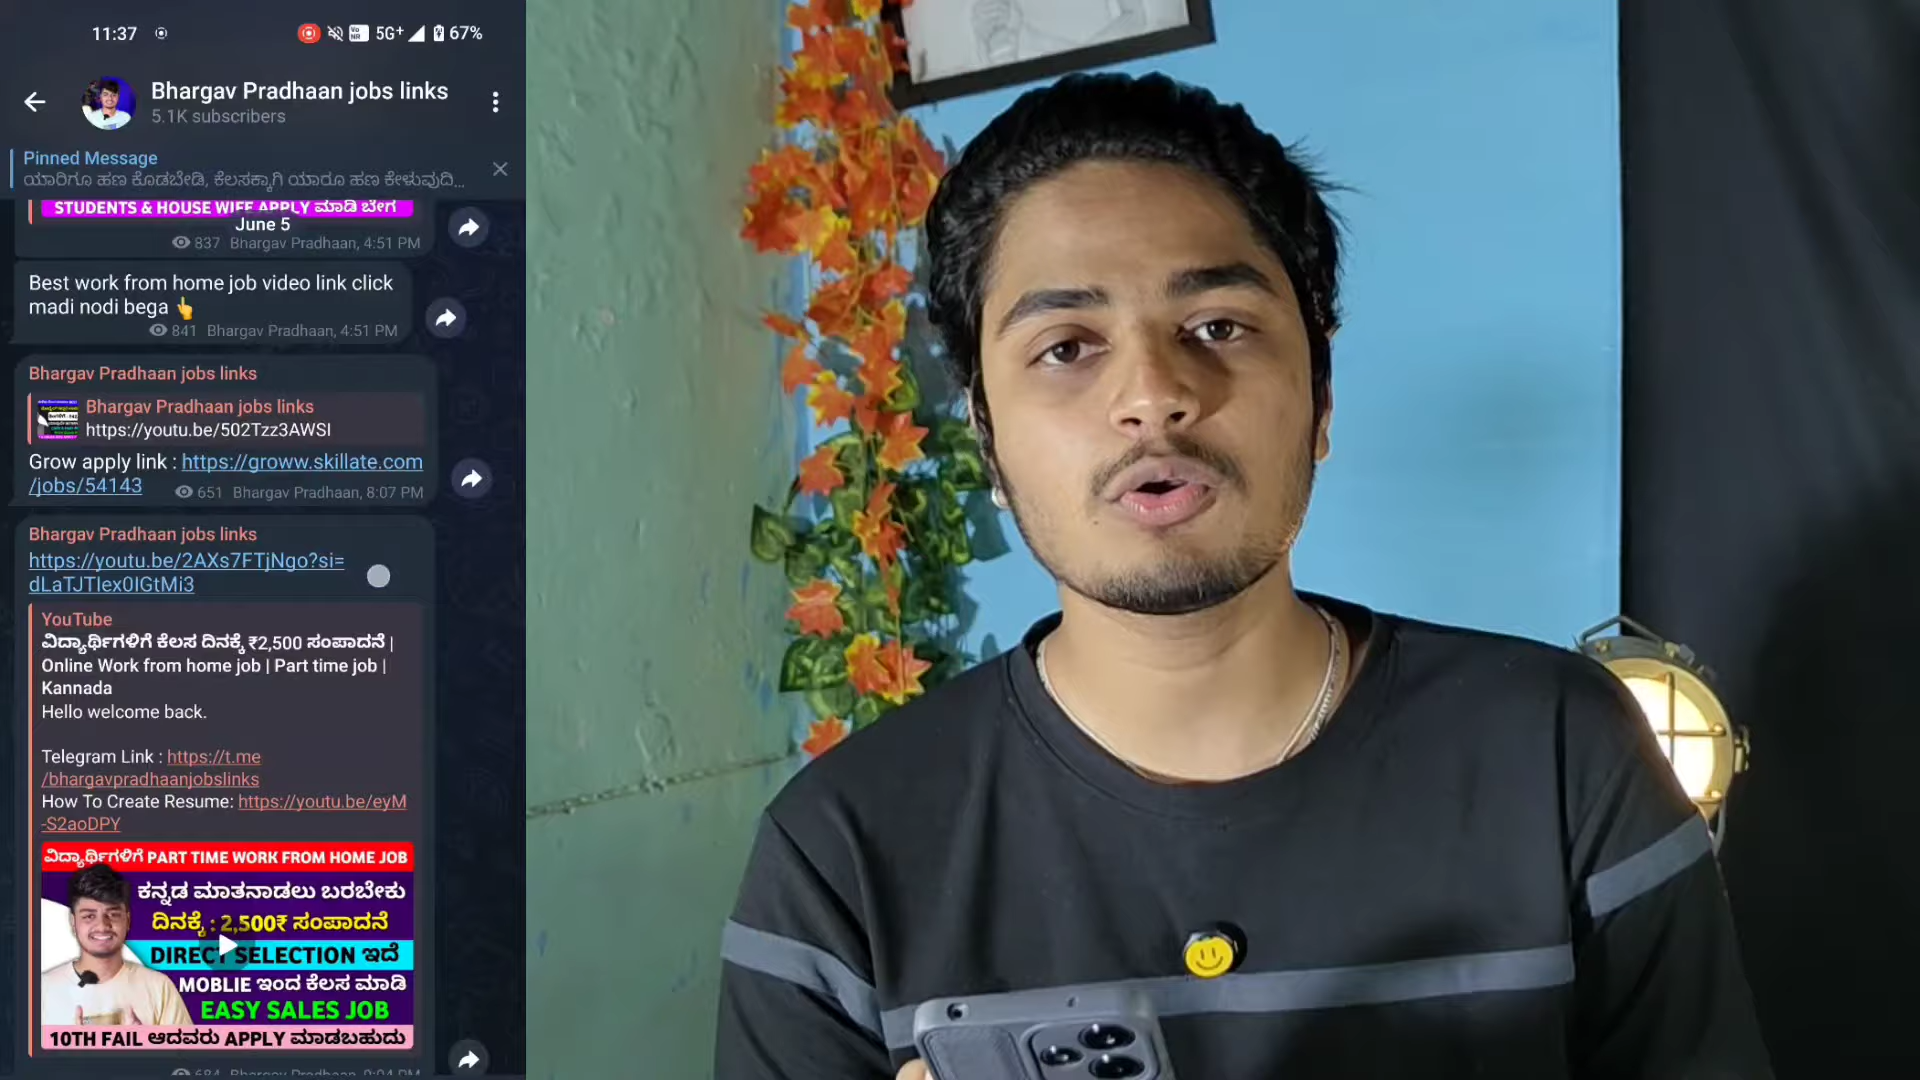 11:37
5G+ 67%
Bhargav Pradhaan jobs links
5.1K subscribers
Pinned Message
ಯಾರಿಗೂ ಹಣ ಕೊಡಬೇಡಿ, ಕೆಲಸಕ್ಕಾಗಿ ಯಾರೂ ಹಣ ಕೇಳುವುದಿ...
STUDENTS & HOUSE WIFE APPLY ಮಾಡಿ ಬೇಗ
June 5
837 Bhargav Pradhaan, 4:51 PM
Best work from home job video link click
madi nodi bega
841 Bhargav Pradhaan, 4:51 PM
Bhargav Pradhaan jobs links
Bhargav Pradhaan jobs links
https://youtu.be/502Tzz3AWSI
Grow apply link : https://groww.skillate.com
/jobs/54143 651 Bhargav Pradhaan, 8:07 PM
Bhargav Pradhaan jobs links
https://youtu.be/2AXs7FTjNgo?si=
dLaTJTlex0IGtMi3
YouTube
ವಿದ್ಯಾರ್ಥಿಗಳಿಗೆ ಕೆಲಸ ದಿನಕ್ಕೆ ₹2,500 ಸಂಪಾದನೆ |
Online Work from home job | Part time job |
Kannada
Hello welcome back.
Telegram Link : https://t.me
/bhargavpradhaanjobslinks
How To Create Resume: https://youtu.be/eyM
-S2aoDPY
ವಿದ್ಯಾರ್ಥಿಗಳಿಗೆ PART TIME WORK FROM HOME JOB
ಕನ್ನಡ ಮಾತನಾಡಲು ಬರಬೇಕು
ದಿನಕ್ಕೆ : 2,500₹ ಸಂಪಾದನೆ
DIRECT SELECTION ಇದೆ
MOBLIE ಇಂದ ಕೆಲಸ ಮಾಡಿ
EASY SALES JOB
10TH FAIL ಆದವರು APPLY ಮಾಡಬಹುದು